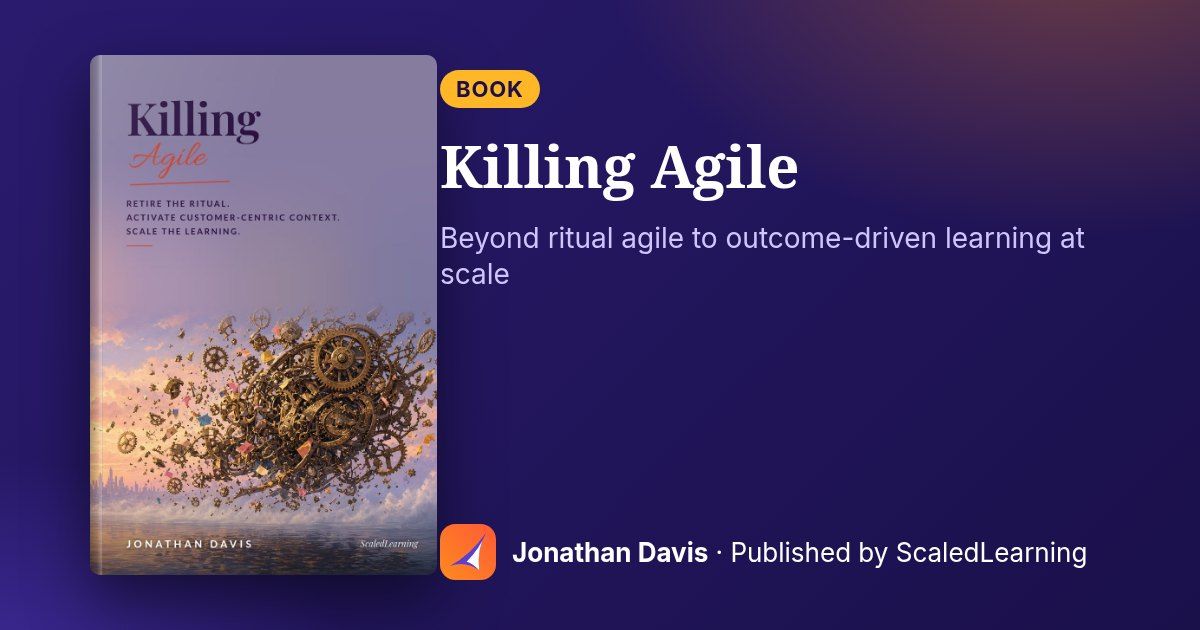 Killing
Agile
RETIRE THE RITUAL.
ACTIVATE CUSTOMER-CENTRIC CONTEXT.
SCALE THE LEARNING.
JONATHAN DAVIS
ScaledLearning
BOOK
Killing Agile
Beyond ritual agile to outcome-driven learning at
scale
Jonathan Davis · Published by ScaledLearning